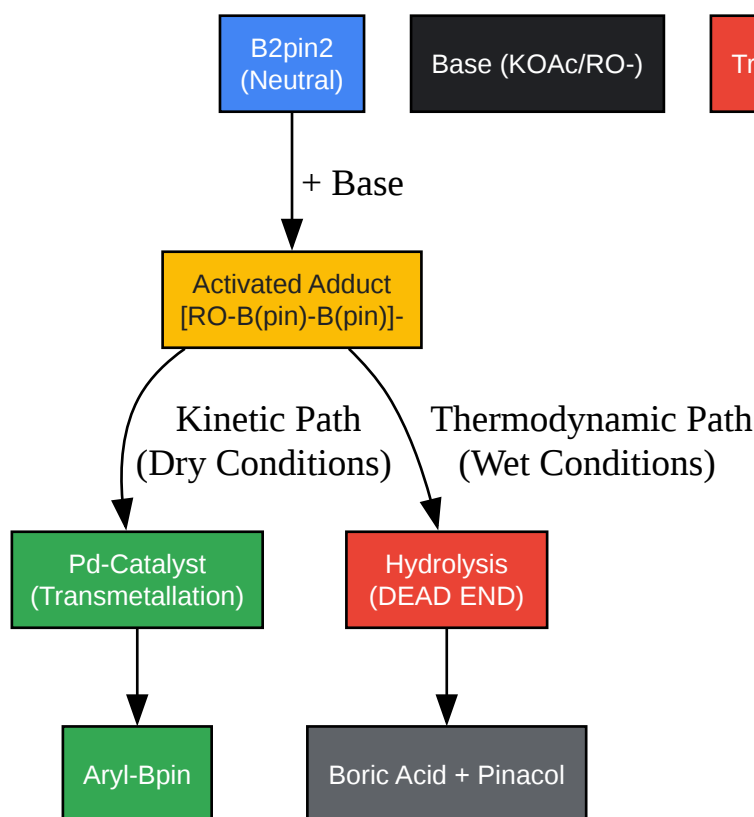 B2pin2
(Neutral)
Base (KOAc/RO-)
+ Base
Activated Adduct
[RO-B(pin)-B(pin)]-
Kinetic Path
(Dry Conditions)
Thermodynamic Path
(Wet Conditions)
Pd-Catalyst
(Transmetallation)
Hydrolysis
(DEAD END)
Aryl-Bpin
Boric Acid + Pinacol